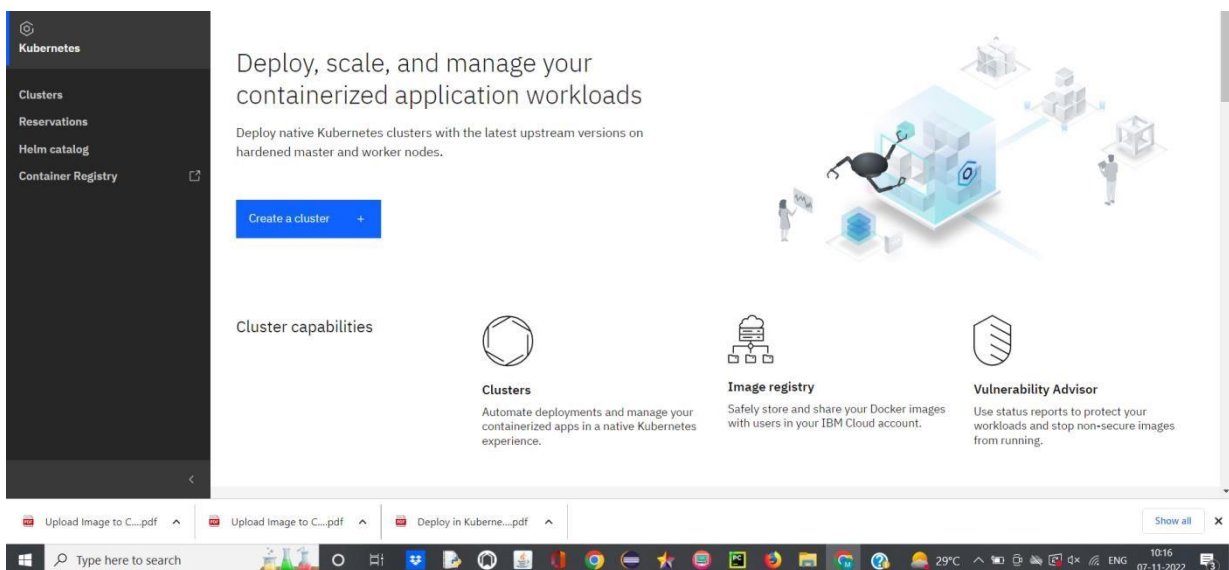 Kubernetes
Clusters
Reservations
Helm catalog
Container Registry
Deploy, scale, and manage your
containerized application workloads
Deploy native Kubernetes clusters with the latest upstream versions on
hardened master and worker nodes.
Create a cluster +
Cluster capabilities
Clusters
Automate deployments and manage your
containerized apps in a native Kubernetes
experience.
Image registry
Safely store and share your Docker images
with users in your IBM Cloud account.
Vulnerability Advisor
Use status reports to protect your
workloads and stop non-secure images
from running.
Upload Image to C....pdf
Upload Image to C....pdf
Deploy in Kuberne....pdf
Show all
Type here to search
29°C
ENG
10:16
07-11-2022